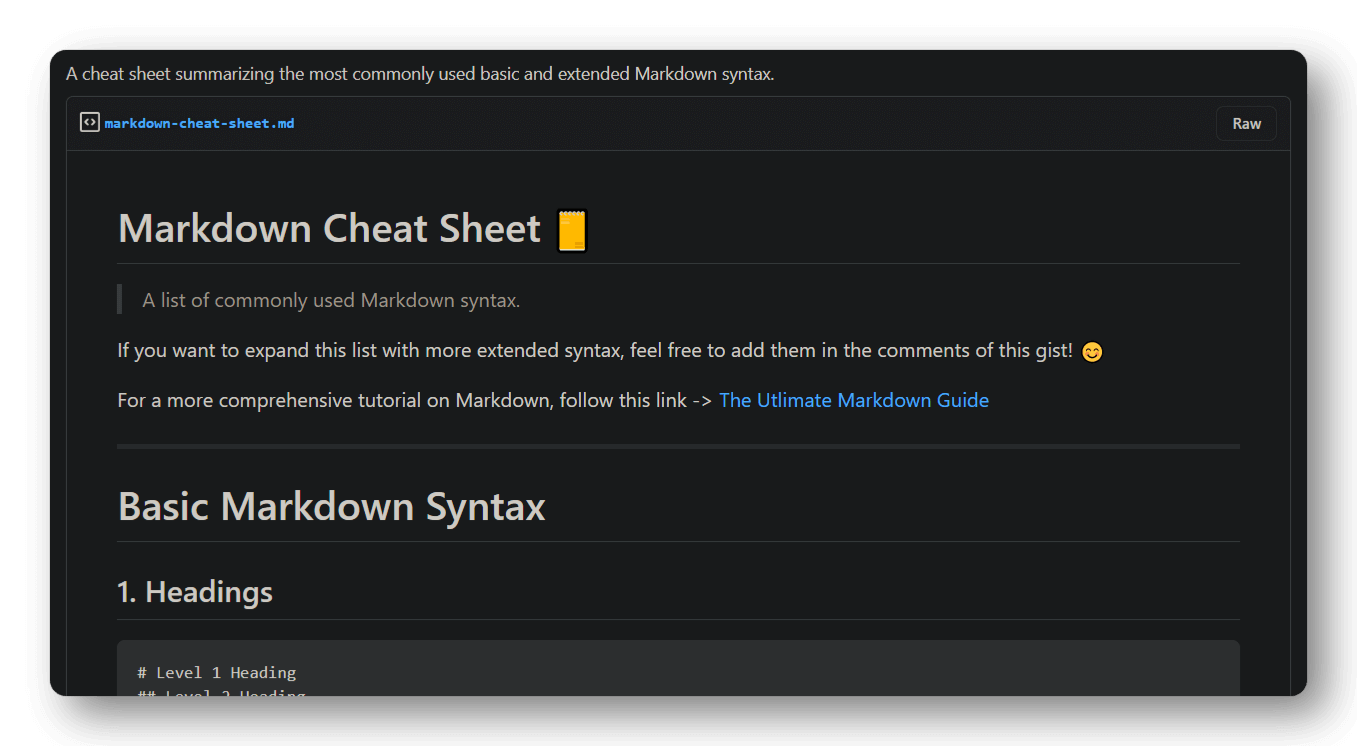 A cheat sheet summarizing the most commonly used basic and extended Markdown syntax.
markdown-cheat-sheet.md
Raw
Markdown Cheat Sheet
A list of commonly used Markdown syntax.
If you want to expand this list with more extended syntax, feel free to add them in the comments of this gist! 😊
For a more comprehensive tutorial on Markdown, follow this link -> The Utlimate Markdown Guide
Basic Markdown Syntax
1. Headings
# Level 1 Heading
## Level 2 Heading